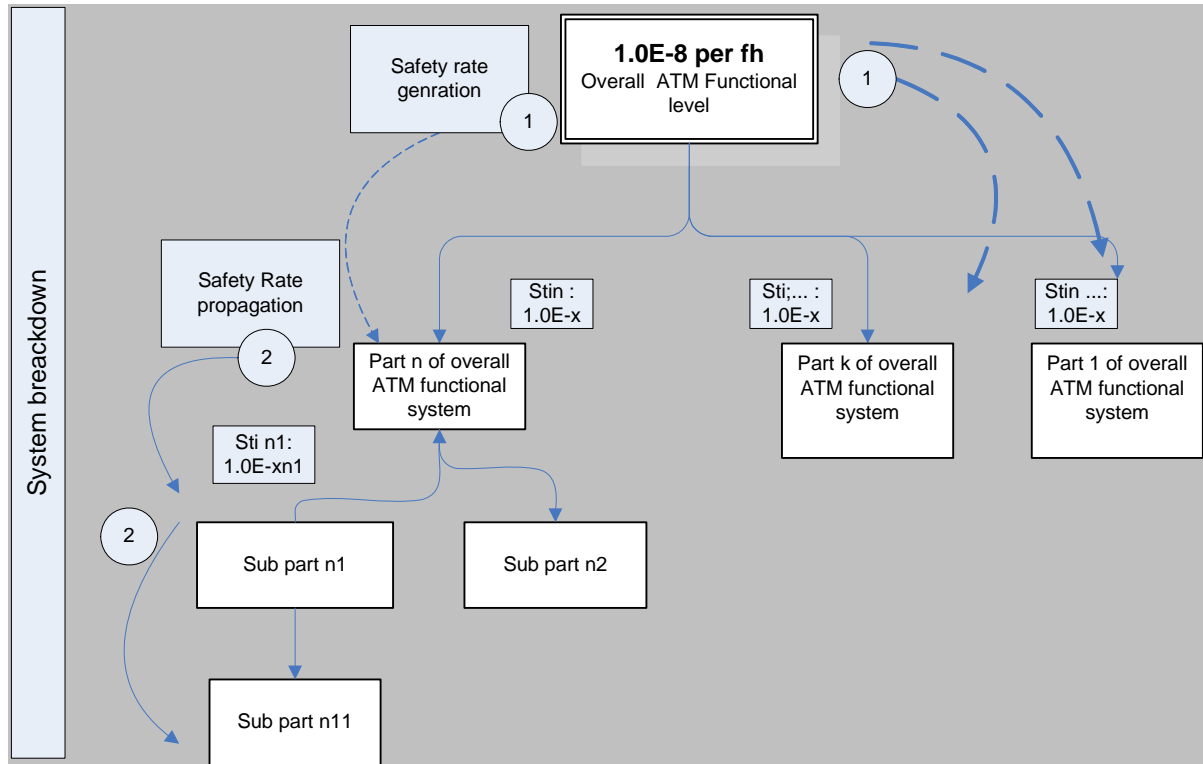 System breackdown
Safety rate
genration
1
1.0E-8 per fh
Overall ATM Functional
level
1
Safety Rate
propagation
2
Stin :
1.0E-x
Sti;... :
1.0E-x
Stin ...:
1.0E-x
Part n of overall
ATM functional
system
Part k of overall
ATM functional
system
Part 1 of overall
ATM functional
system
Sti n1:
1.0E-xn1
2
Sub part n1
Sub part n2
Sub part n11